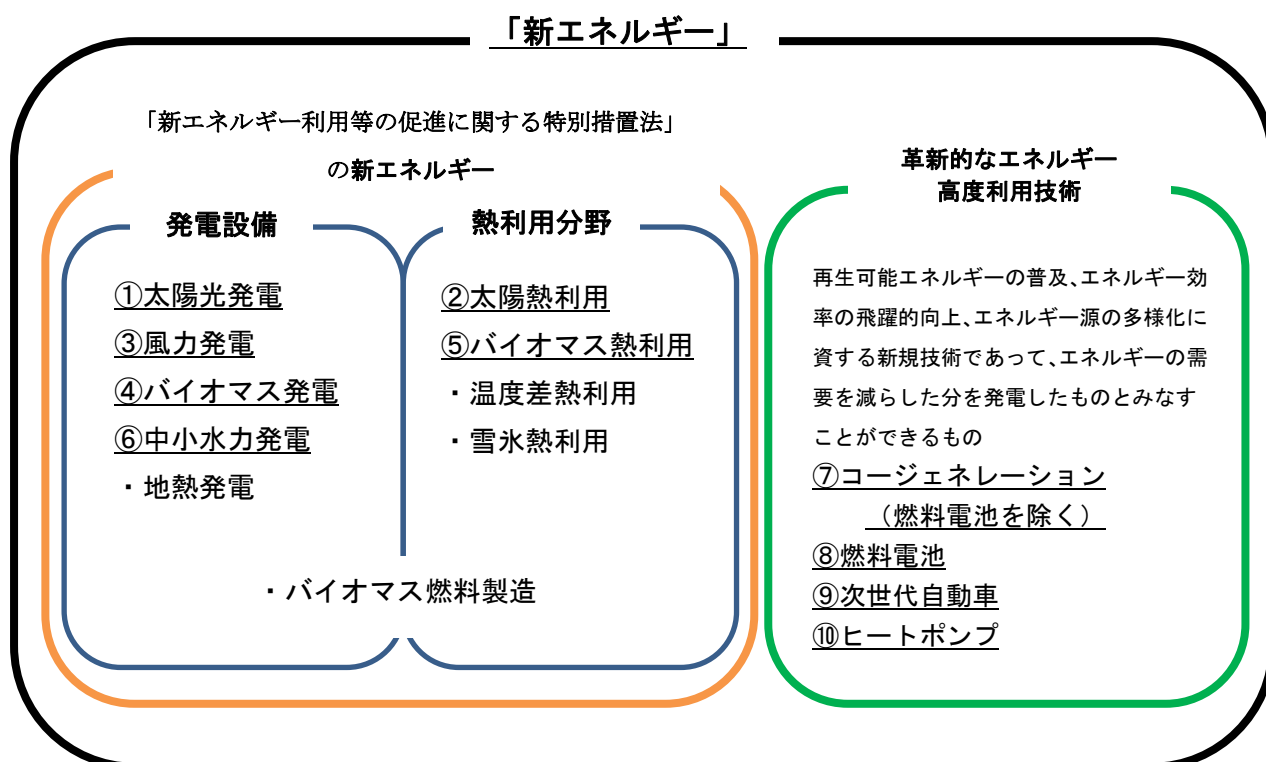 「新エネルギー」
「新エネルギー利用等の促進に関する特別措置法」
の新エネルギー
発電設備
①太陽光発電
③風力発電
④バイオマス発電
⑥中小水力発電
・地熱発電
熱利用分野
②太陽熱利用
⑤バイオマス熱利用
・温度差熱利用
・雪氷熱利用
・バイオマス燃料製造
革新的なエネルギー
高度利用技術
再生可能エネルギーの普及、エネルギー効
率の飛躍的向上、エネルギー源の多様化に
資する新規技術であって、エネルギーの需
要を減らした分を発電したものとみなす
ことができるもの
⑦コージェネレーション
（燃料電池を除く）
⑧燃料電池
⑨次世代自動車
⑩ヒートポンプ